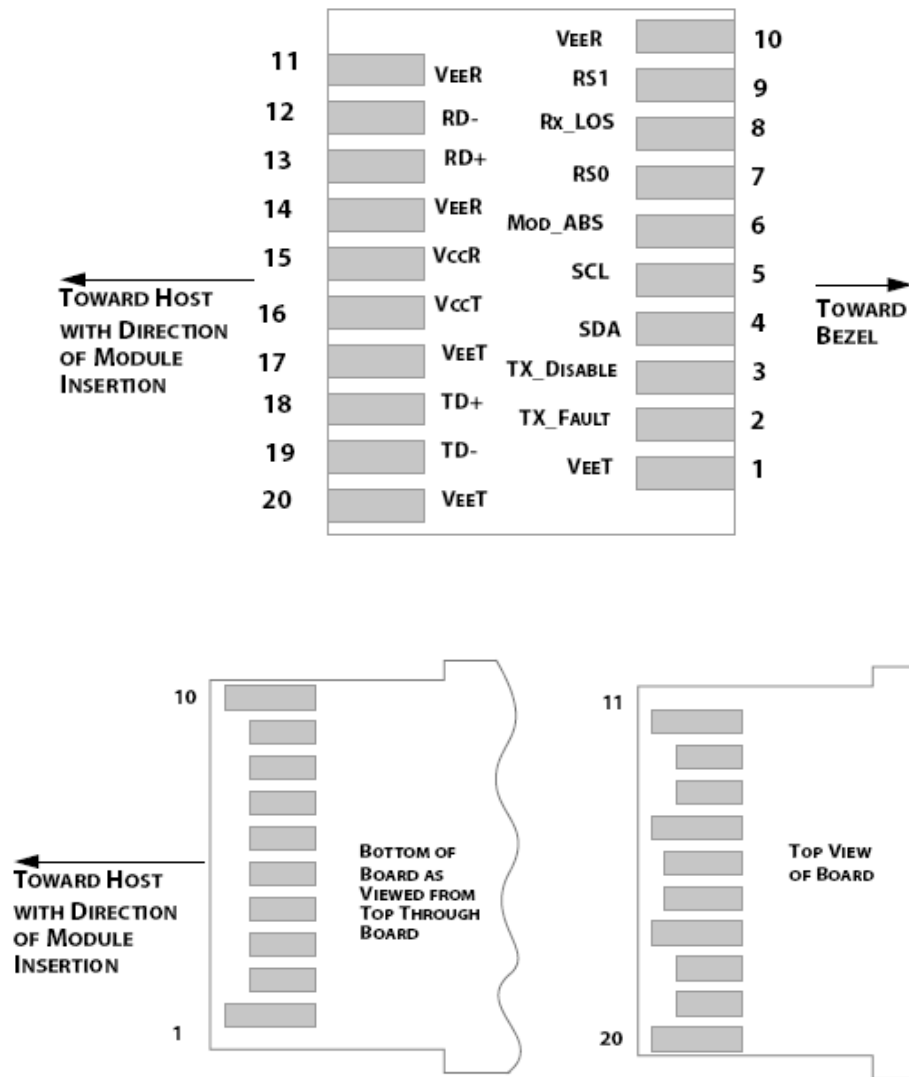 VEER 10
11 VEER RS1 9
12 RD- RX_LOS 8
13 RD+ RS0 7
14 VEER MOD_ABS 6
15 VCCR SCL 5
TOWARD HOST
WITH DIRECTION
OF MODULE
INSERTION
16 VCCT SDA 4
TOWARD
BEZEL
17 VEET TX_DISABLE 3
18 TD+ TX_FAULT 2
19 TD- VEET 1
20 VEET
10
TOWARD HOST
WITH DIRECTION
OF MODULE
INSERTION
BOTTOM OF
BOARD AS
VIEWED FROM
TOP THROUGH
BOARD
1
11
TOP VIEW
OF BOARD
20